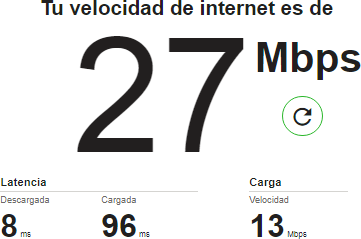 Tu velocidad de internet es de
27 Mbps
Latencia
Descargada Cargada
8 ms 96 ms
Carga
Velocidad
13 Mbps